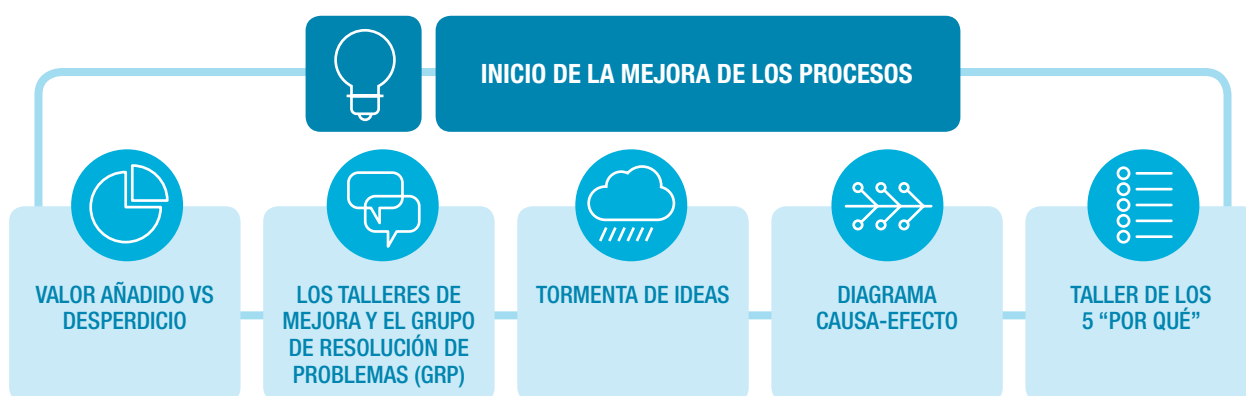 INICIO DE LA MEJORA DE LOS PROCESOS
VALOR AÑADIDO VS
DESPERDICIO
LOS TALLERES DE
MEJORA Y EL GRUPO
DE RESOLUCIÓN DE
PROBLEMAS (GRP)
TORMENTA DE IDEAS
DIAGRAMA
CAUSA-EFECTO
TALLER DE LOS
5 “POR QUÉ”